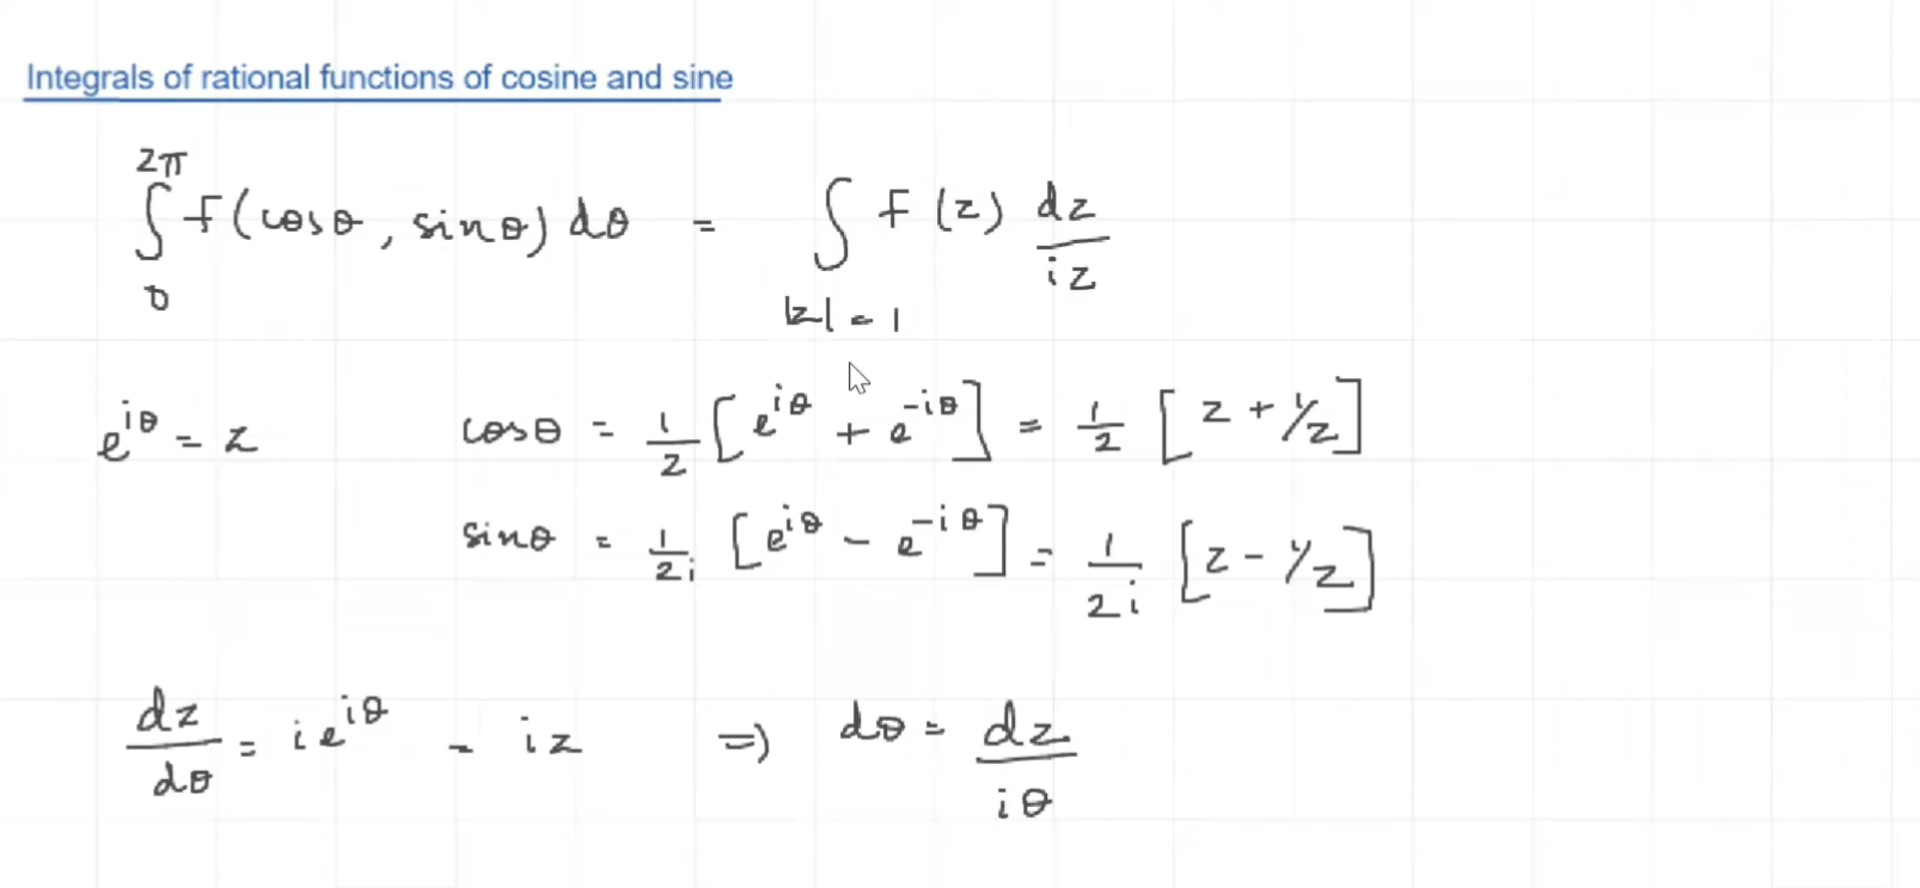 Integrals of rational functions of cosine and sine
∫₀^{2π} f(cosθ, sinθ) dθ = ∫_{|z|=1} f(z) dz/iz
e^{iθ} = z    cosθ = 1/2 [e^{iθ} + e^{-iθ}] = 1/2 [z + 1/z]
sinθ = 1/2i [e^{iθ} - e^{-iθ}] = 1/2i [z - 1/z]
dz/dθ = ie^{iθ} = iz    ⇒    dθ = dz/iθ